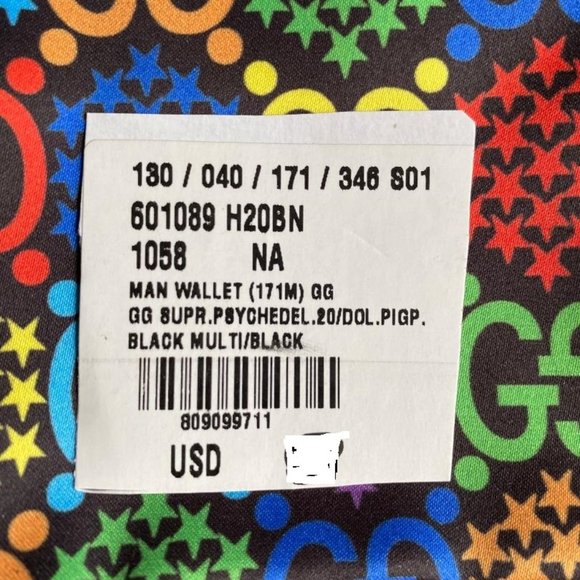 130 / 040 / 171 / 346 S01
601089 H20BN
1058 NA
MAN WALLET (171M) GG
GG SUPR.PSYCHEDEL.20/DOL.PIGP.
BLACK MULTI/BLACK
809099711
USD